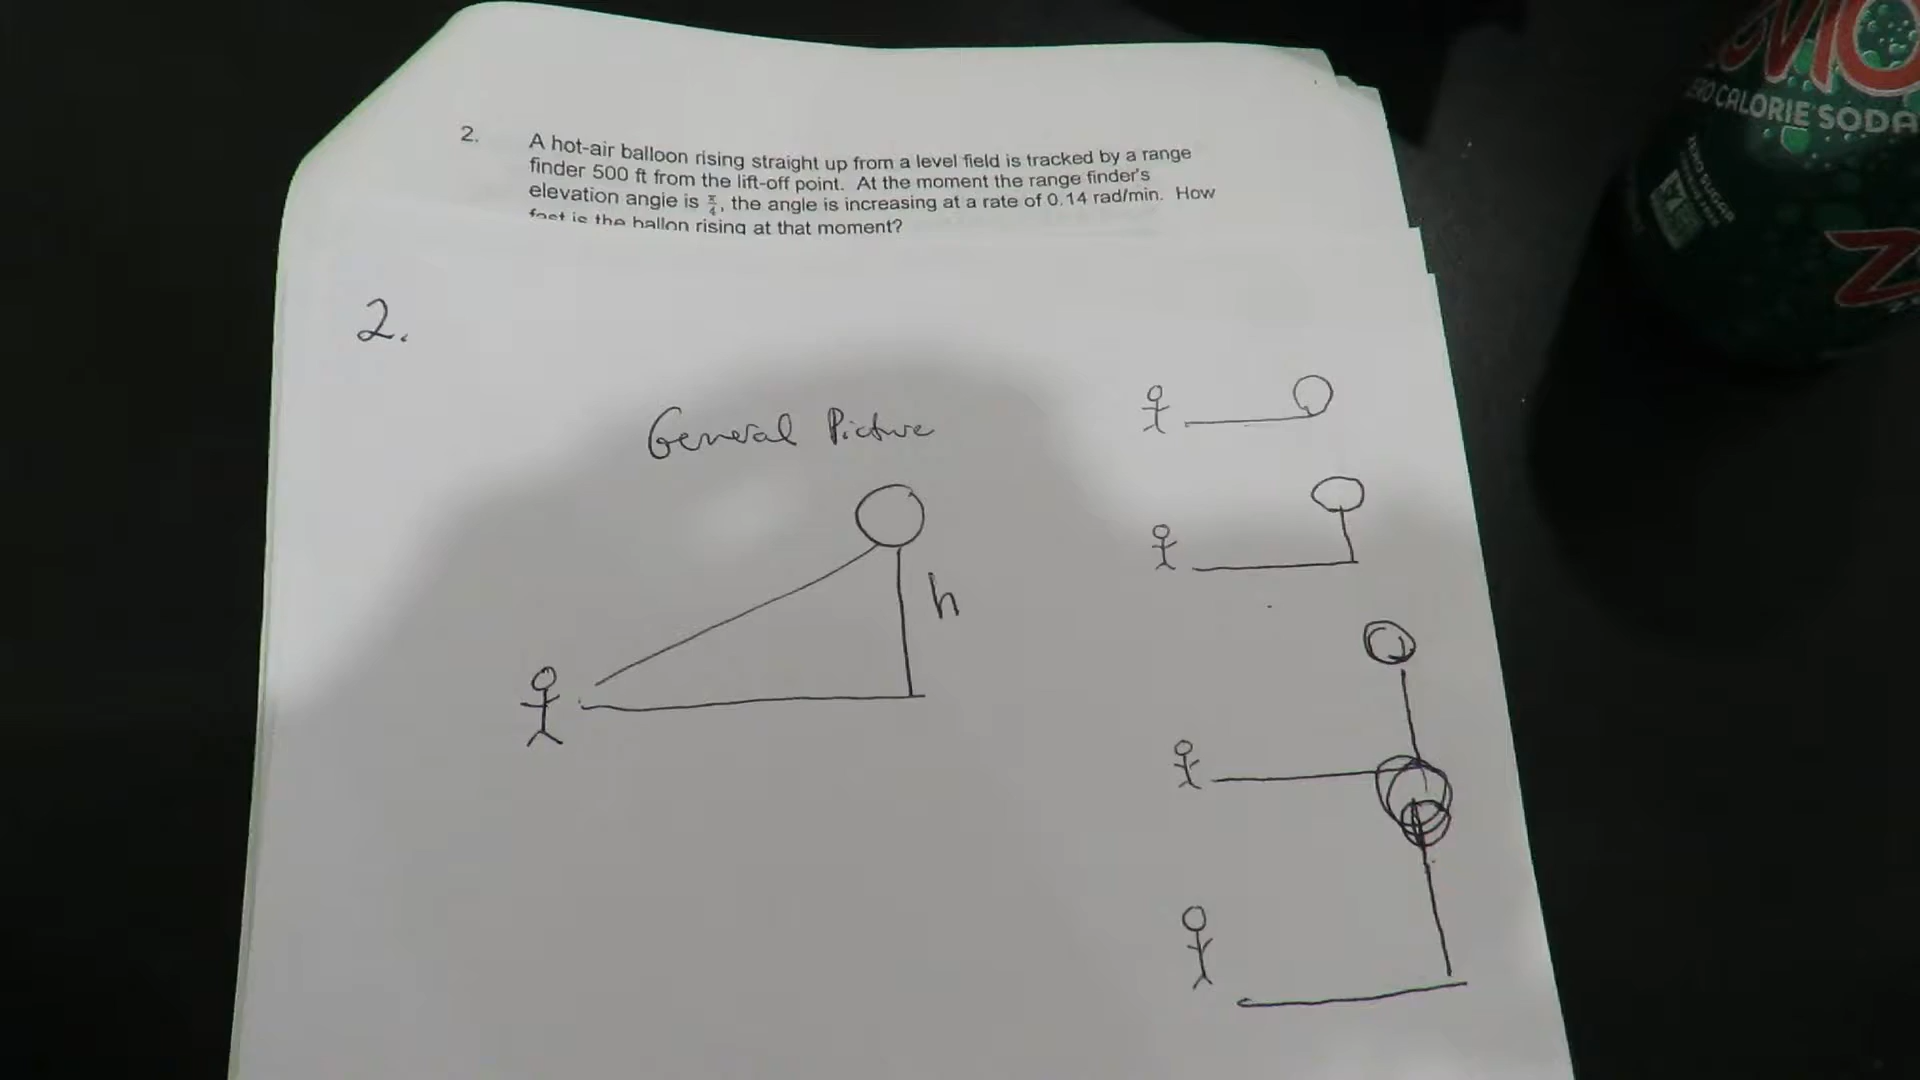 2. A hot-air balloon rising straight up from a level field is tracked by a range
finder 500 ft from the lift-off point. At the moment the range finder's
elevation angle is π/4, the angle is increasing at a rate of 0.14 rad/min. How
fast is the ballon rising at that moment?
2.
General Picture
h
ZERO CALORIE SODA
ZERO SUGAR